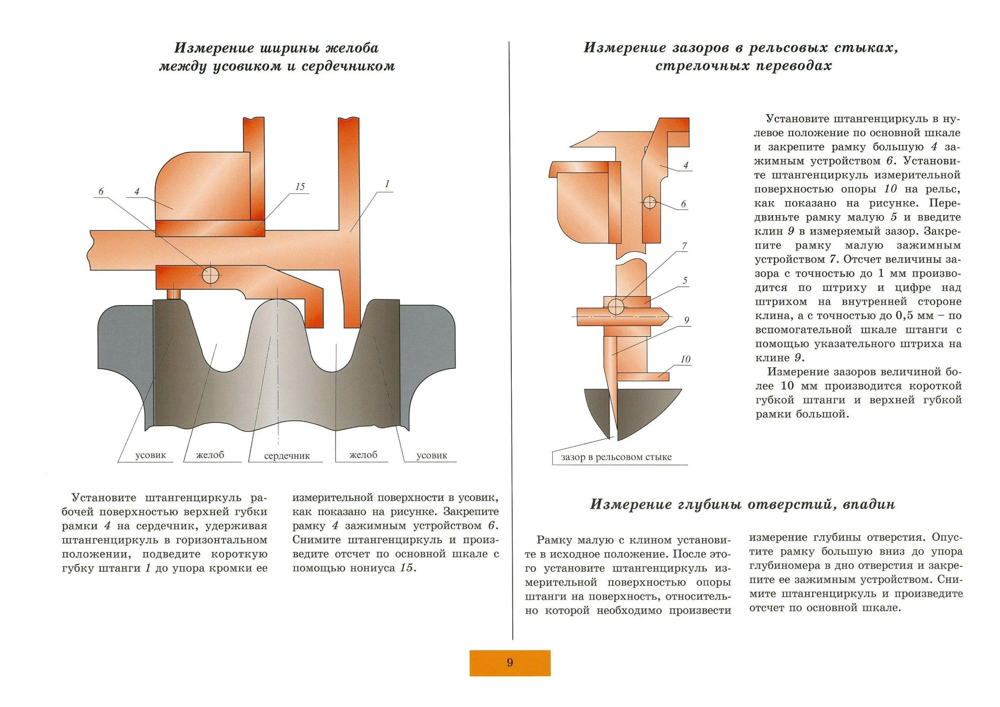 Измерение ширины желоба
между усовиком и сердечником
6
4
15
1
усовик
желоб
сердечник
желоб
усовик
Установите штангенциркуль ра-
бочей поверхностью верхней губки
рамки 4 на сердечник, удерживая
штангенциркуль в горизонтальном
положении, подведите короткую
губку штанги 1 до упора кромки ее
измерительной поверхности в усовик,
как показано на рисунке. Закрепите
рамку 4 зажимным устройством 6.
Снимите штангенциркуль и произ-
ведите отсчет по основной шкале с
помощью нониуса 15.
Измерение зазоров в рельсовых стыках,
стрелочных переводах
4
6
7
5
9
10
зазор в рельсовом стыке
Установите штангенциркуль в ну-
левое положение по основной шкале
и закрепите рамку большую 4 за-
жимным устройством 6. Установи-
те штангенциркуль измерительной
поверхностью опоры 10 на рельс,
как показано на рисунке. Пере-
двиньте рамку малую 5 и введите
клин 9 в измеряемый зазор. Закре-
пите рамку малую зажимным
устройством 7. Отсчет величины за-
зора с точностью до 1 мм произво-
дится по штриху и цифре над
штрихом на внутренней стороне
клина, а с точностью до 0,5 мм – по
вспомогательной шкале штанги с
помощью указательного штриха на
клине 9.
Измерение зазоров величиной бо-
лее 10 мм производится короткой
губкой штанги и верхней губкой
рамки большой.
Измерение глубины отверстий, впадин
Рамку малую с клином установи-
те в исходное положение. После это-
го установите штангенциркуль из-
мерительной поверхностью опоры
штанги на поверхность, относитель-
но которой необходимо произвести
измерение глубины отверстия. Опус-
тите рамку большую вниз до упора
глубиномера в дно отверстия и закре-
пите ее зажимным устройством. Сни-
мите штангенциркуль и произведите
отсчет по основной шкале.
9